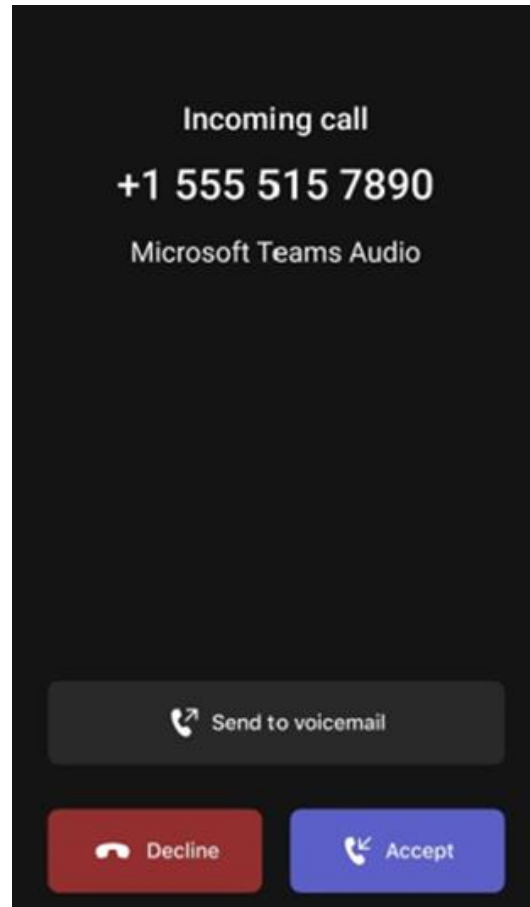 Incoming call
+1 555 515 7890
Microsoft Teams Audio
Send to voicemail
Decline
Accept